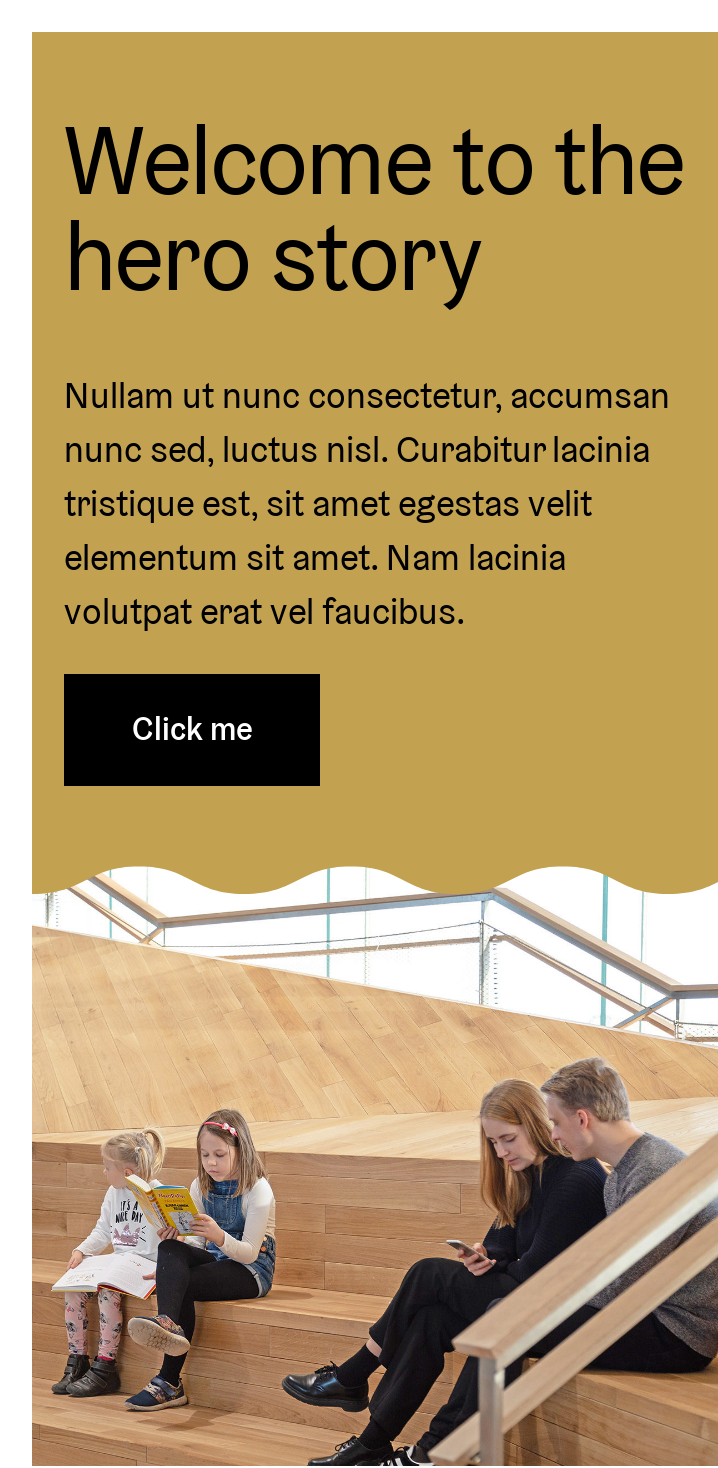 Welcome to the
hero story
Nullam ut nunc consectetur, accumsan
nunc sed, luctus nisl. Curabitur lacinia
tristique est, sit amet egestas velit
elementum sit amet. Nam lacinia
volutpat erat vel faucibus.
Click me
IT'S A
NICE DAY